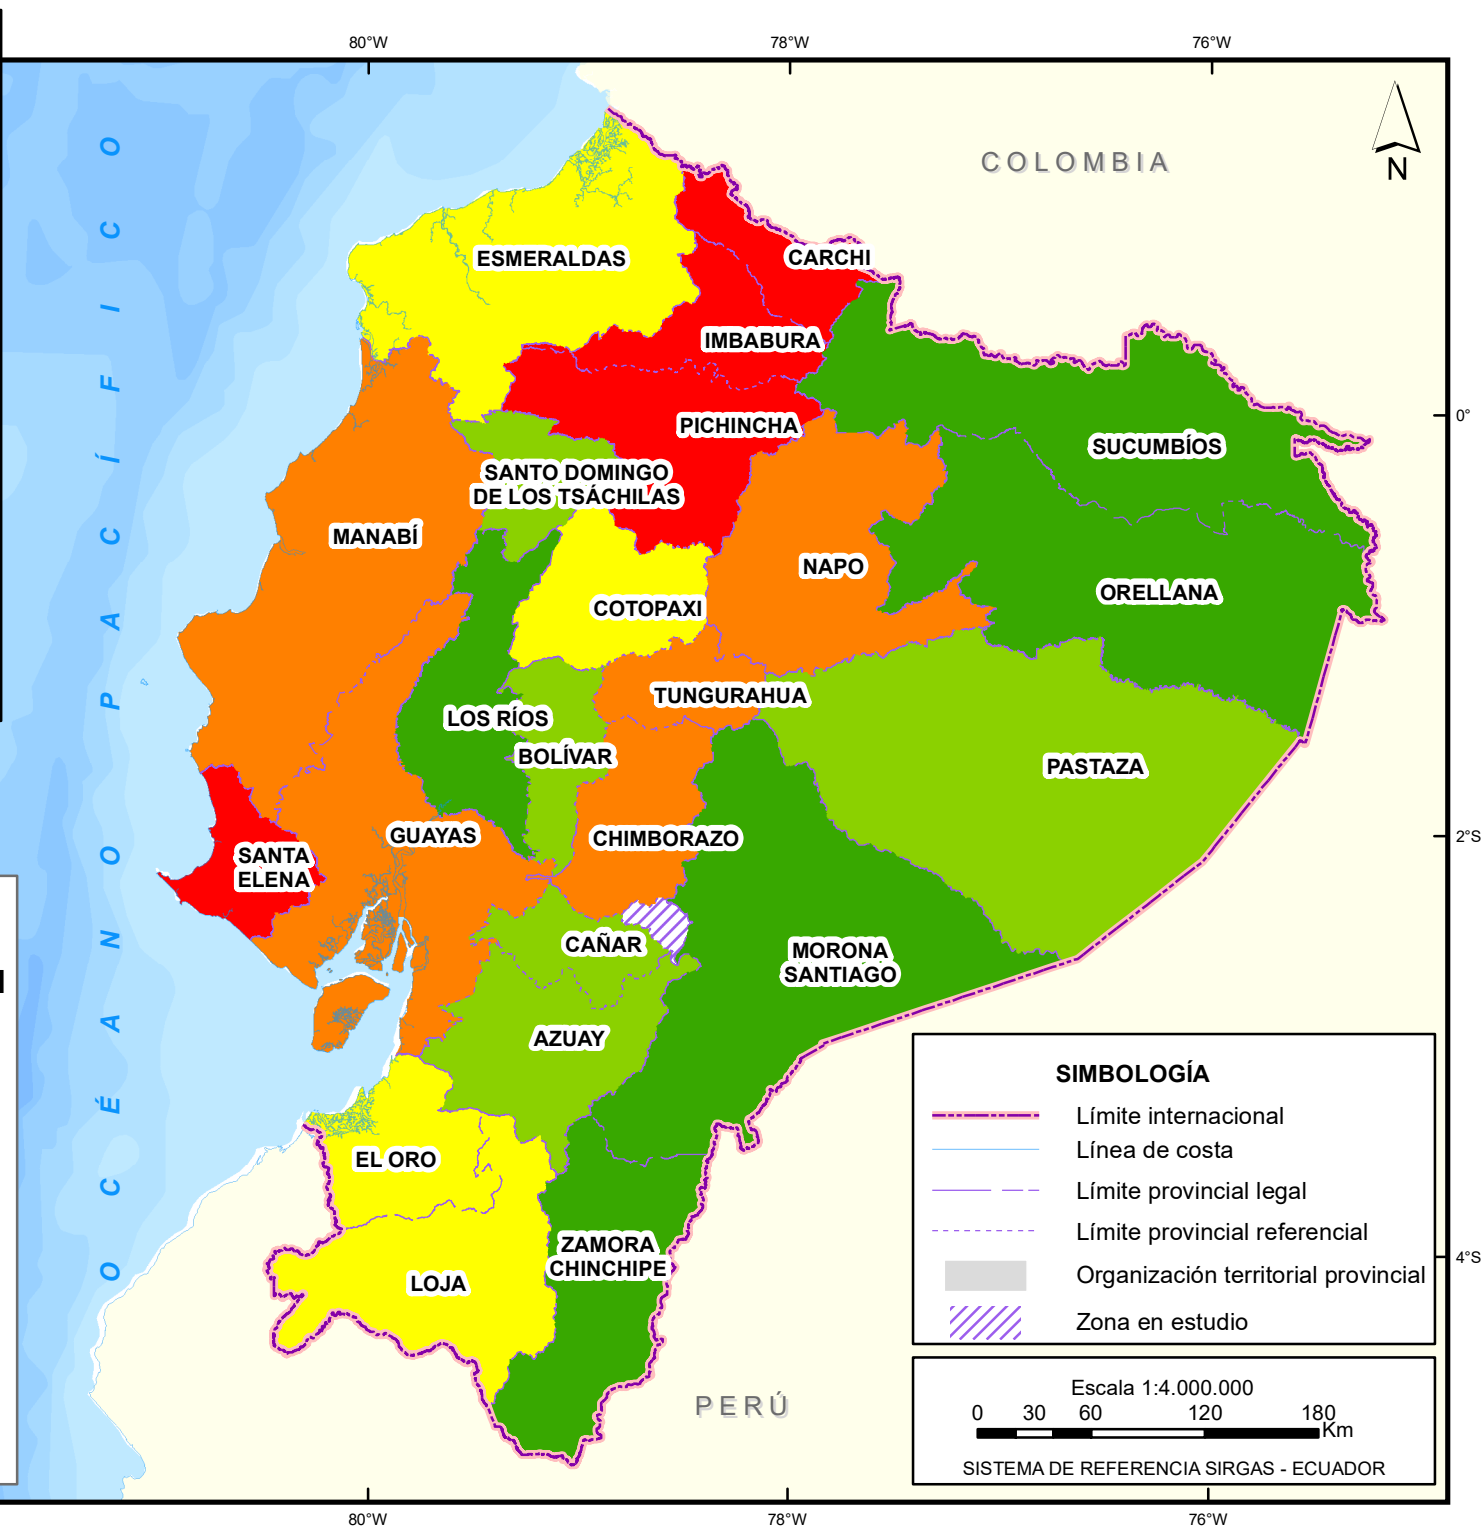 80°W
78°W
76°W
COLOMBIA
N
ESMERALDAS
CARCHI
IMBABURA
0°
PICHINCHA
SUCUMBÍOS
SANTO DOMINGO
DE LOS TSÁCHILAS
MANABÍ
NAPO
ORELLANA
COTOPAXI
TUNGURAHUA
LOS RÍOS
BOLÍVAR
PASTAZA
GUAYAS
CHIMBORAZO
2°S
SANTA
ELENA
CAÑAR
MORONA
SANTIAGO
AZUAY
OCÉANO PACÍFICO
EL ORO
ZAMORA
CHINCHIPE
LOJA
4°S
PERÚ
SIMBOLOGÍA
Límite internacional
Línea de costa
Límite provincial legal
Límite provincial referencial
Organización territorial provincial
Zona en estudio
Escala 1:4.000.000
0 30 60 120 180
Km
SISTEMA DE REFERENCIA SIRGAS - ECUADOR
80°W
78°W
76°W